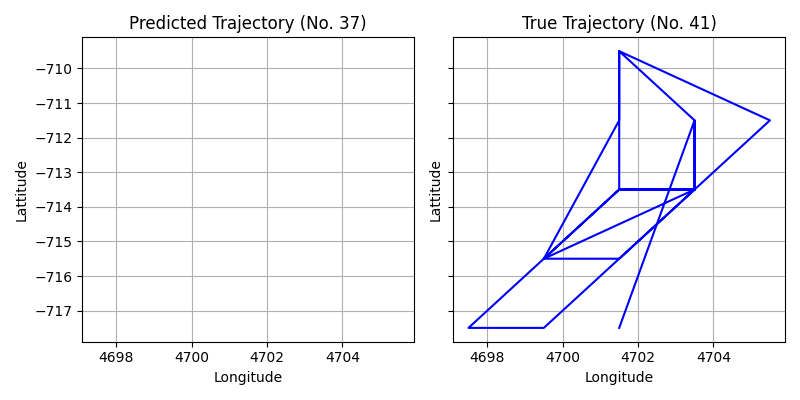 Predicted Trajectory (No. 37)
True Trajectory (No. 41)
−710
−711
−712
−713
−714
−715
−716
−717
Lattitude
Lattitude
4698 4700 4702 4704
4698 4700 4702 4704
Longitude
Longitude